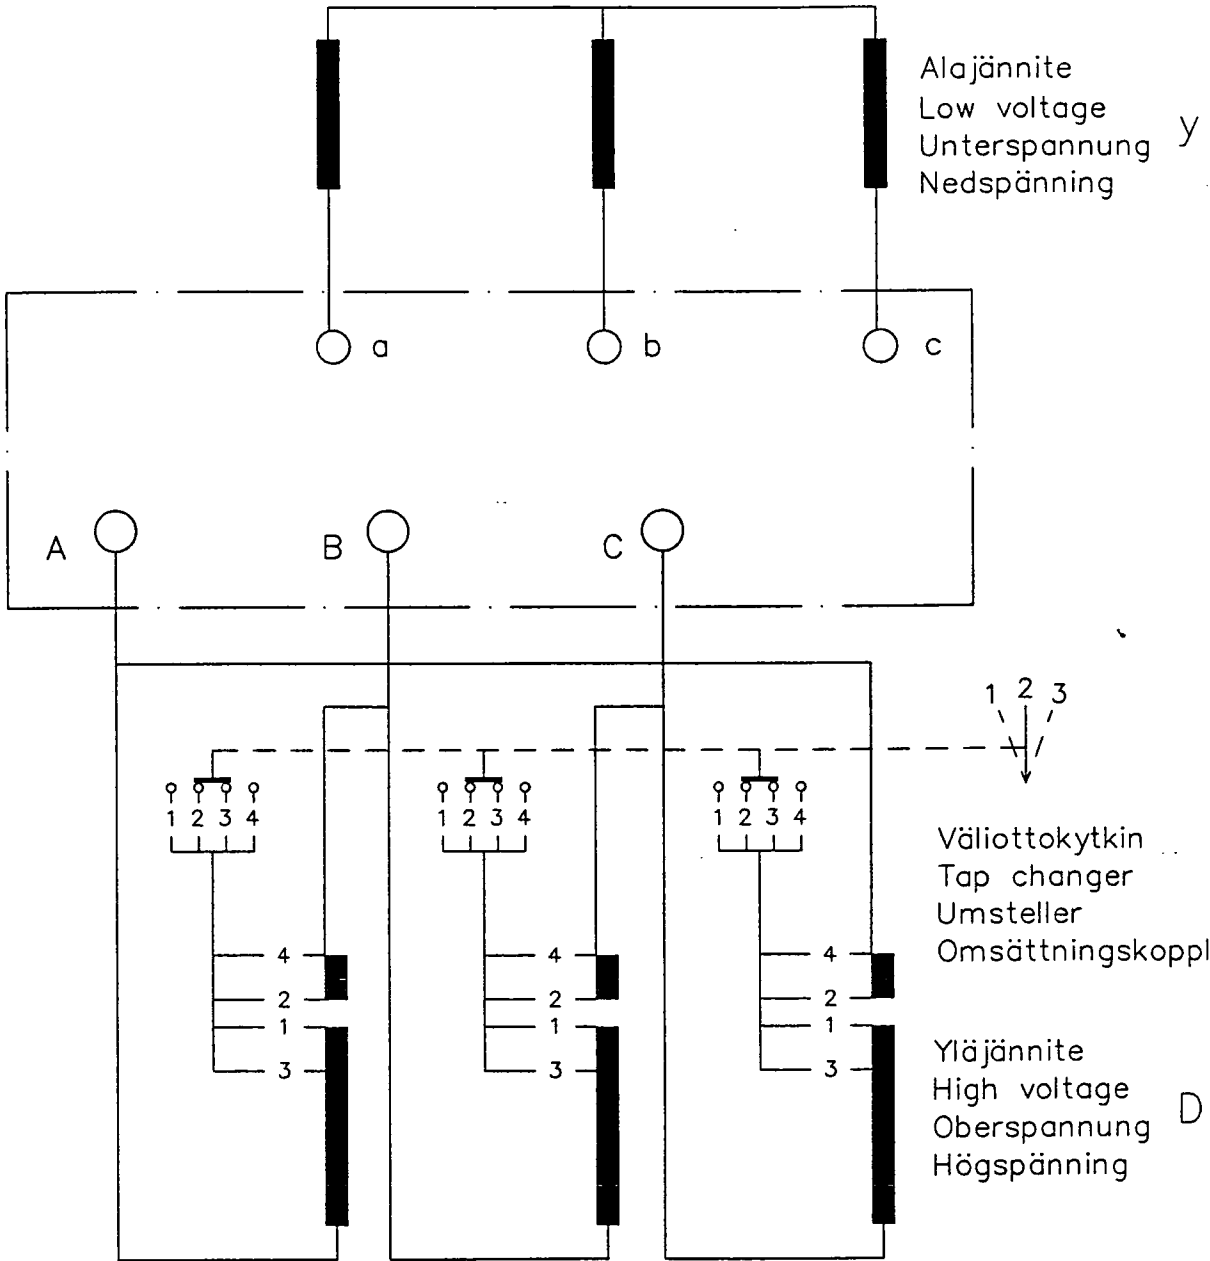 Alajännite
Low voltage
Unterspannung
Nedspänning
y
a b c
A B C
1 2 3
1 2 3 4 1 2 3 4 1 2 3 4
Väliottokytkin
Tap changer
Umsteller
Omsättningskoppl
4 4 4
2 2 2
1 1 1
3 3 3
Yläjännite
High voltage
Oberspannung
Högspänning
D